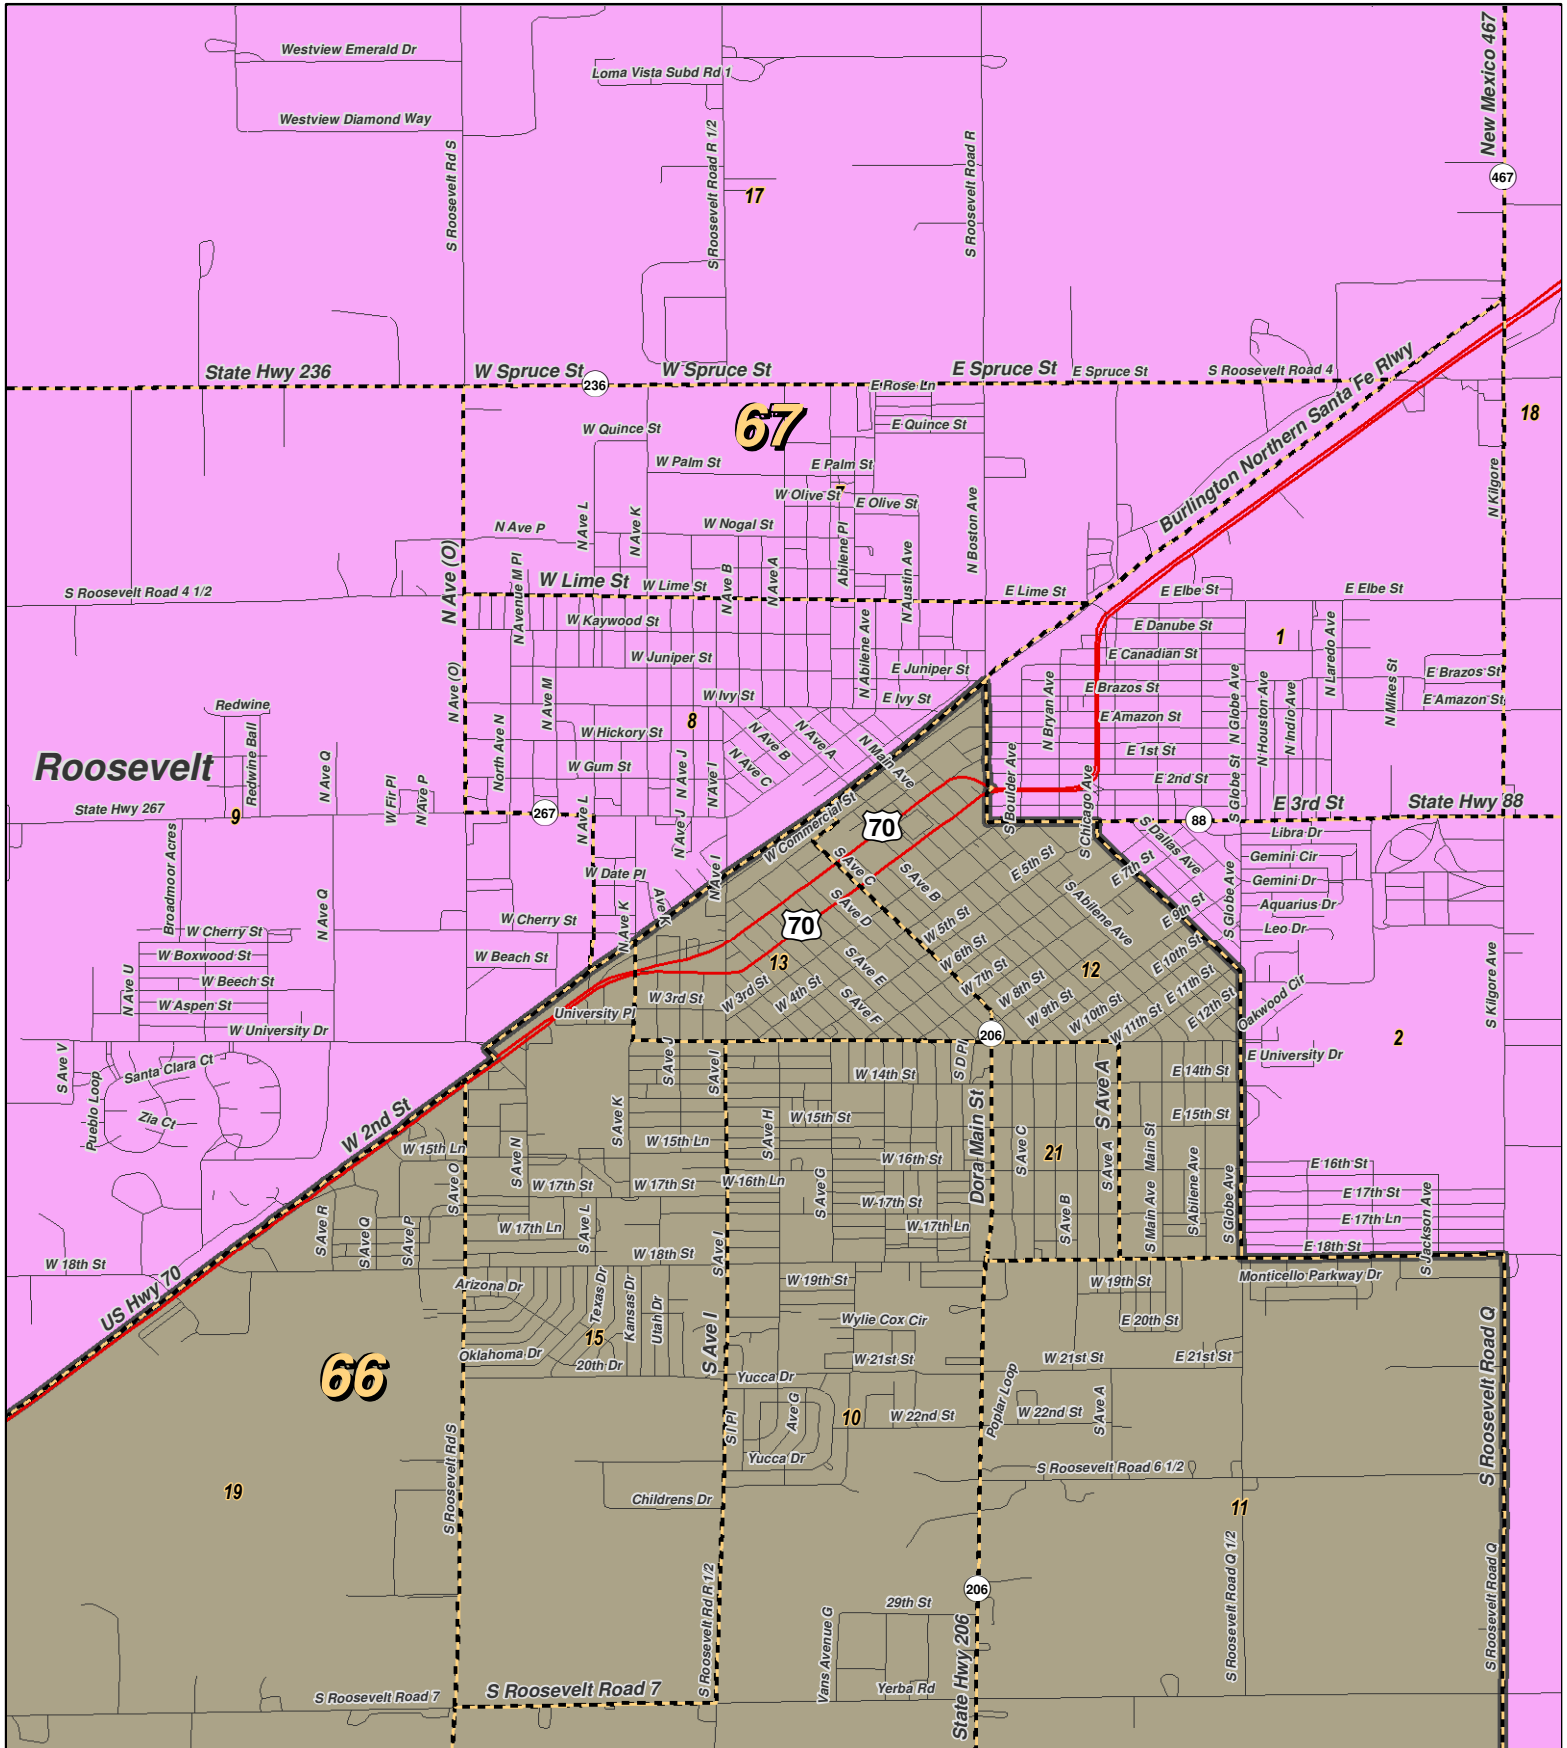 Westview Emerald Dr
Loma Vista Subd Rd 1
New Mexico 467
Westview Diamond Way
S Roosevelt Rd S
S Roosevelt Road R 1/2
S Roosevelt Road R
467
17
State Hwy 236
W Spruce St
236
W Spruce St
E Spruce St
E Spruce St
S Roosevelt Road 4
E Rose Ln
Burlington Northern Santa Fe Rlwy
67
18
W Quince St
E Quince St
W Palm St
E Palm St
W Olive St
7
E Olive St
N Kilgore
N Ave P
N Ave L
N Ave K
W Nogal St
Abilene Pl
N Austin Ave
N Boston Ave
N Ave (O)
N Avenue M Pl
W Lime St
W Lime St
N Ave B
N Ave A
E Lime St
E Elbe St
E Elbe St
S Roosevelt Road 4 1/2
W Kaywood St
E Danube St
1
N Laredo Ave
W Juniper St
N Abilene Ave
E Juniper St
E Canadian St
N Ave (O)
N Ave M
W Ivy St
E Ivy St
N Bryan Ave
E Brazos St
N Globe Ave
N Houston Ave
N Indio Ave
N Mikes St
E Brazos St
E Amazon St
Redwine
Redwine Ball
8
E Amazon St
North Ave N
W Hickory St
N Ave B
N Ave A
N Main Ave
N Ave C
E 1st St
Roosevelt
N Ave Q
W Fir Pl
N Ave P
W Gum St
N Ave J
N Ave I
S Boulder Ave
S Chicago Ave
E 2nd St
S Globe St
State Hwy 267
9
267
N Ave L
N Ave J
W Commercial St
70
E 3rd St
State Hwy 88
88
S Dallas Ave
Libra Dr
Broadmoor Acres
W Date Pl
N Ave I
S Ave C
S Ave B
E 5th St
E 7th St
Gemini Cir
Gemini Dr
N Ave Q
Ave K
N Ave K
S Ave D
70
S Abilene Ave
E 9th St
S Globe Ave
Aquarius Dr
W Cherry St
W Cherry St
W 5th St
Leo Dr
W Boxwood St
W Beach St
S Ave E
W 6th St
E 10th St
S Kilgore Ave
N Ave U
W Beech St
13
W 7th St
12
W Aspen St
W 3rd St
W 3rd St
W 4th St
S Ave F
W 8th St
E 11th St
W 9th St
W 10th St
E 12th St
W 11th St
Oakwood Cir
University Pl
W University Dr
206
2
S Ave V
Santa Clara Ct
S Ave J
S Ave I
S D Pl
E University Dr
Pueblo Loop
W 14th St
S Ave A
E 14th St
Zia Ct
W 2nd St
S Ave K
S Ave H
W 15th St
Dora Main St
E 15th St
W 15th Ln
S Ave N
W 15th Ln
S Ave C
21
S Ave A
Main St
S Ave O
W 16th St
E 16th St
W 17th St
W 17th St
W 16th Ln
S Ave G
W 17th St
S Ave B
S Main Ave
S Abilene Ave
S Globe Ave
E 17th St
S Jackson Ave
S Ave R
S Ave Q
S Ave P
W 17th Ln
S Ave L
W 17th Ln
E 17th Ln
W 18th St
W 18th St
S Ave I
E 18th St
US Hwy 70
Arizona Dr
Texas Dr
Kansas Dr
Utah Dr
W 19th St
W 19th St
Monticello Parkway Dr
15
S Ave I
Wylie Cox Cir
E 20th St
Oklahoma Dr
20th Dr
W 21st St
W 21st St
E 21st St
S Roosevelt Road Q
66
Yucca Dr
Ave G
10
W 22nd St
Poplar Loop
W 22nd St
S Ave A
S I Pl
Yucca Dr
S Roosevelt Rd S
S Roosevelt Road 6 1/2
19
Childrens Dr
11
S Roosevelt Road Q 1/2
S Roosevelt Road Q
S Roosevelt Rd R 1/2
206
29th St
Vans Avenue G
State Hwy 206
Yerba Rd
S Roosevelt Road 7
S Roosevelt Road 7